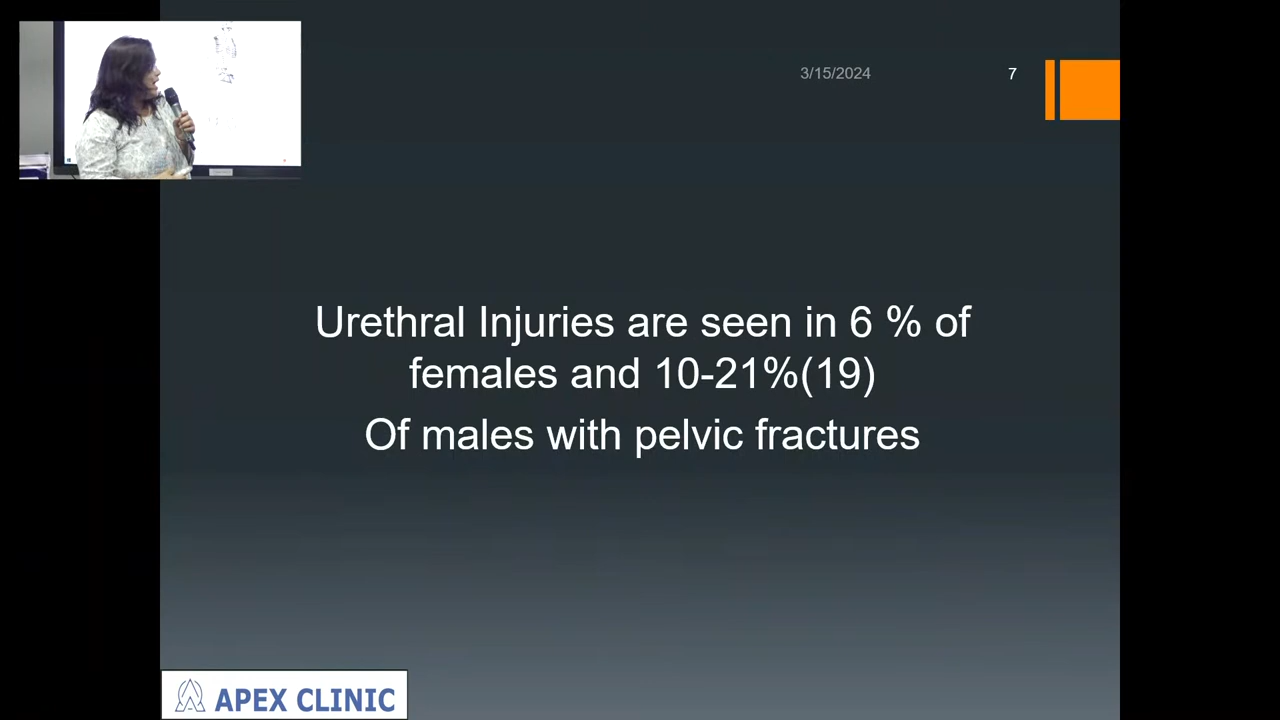 3/15/2024
7
Urethral Injuries are seen in 6 % of
females and 10-21%(19)
Of males with pelvic fractures
APEX CLINIC